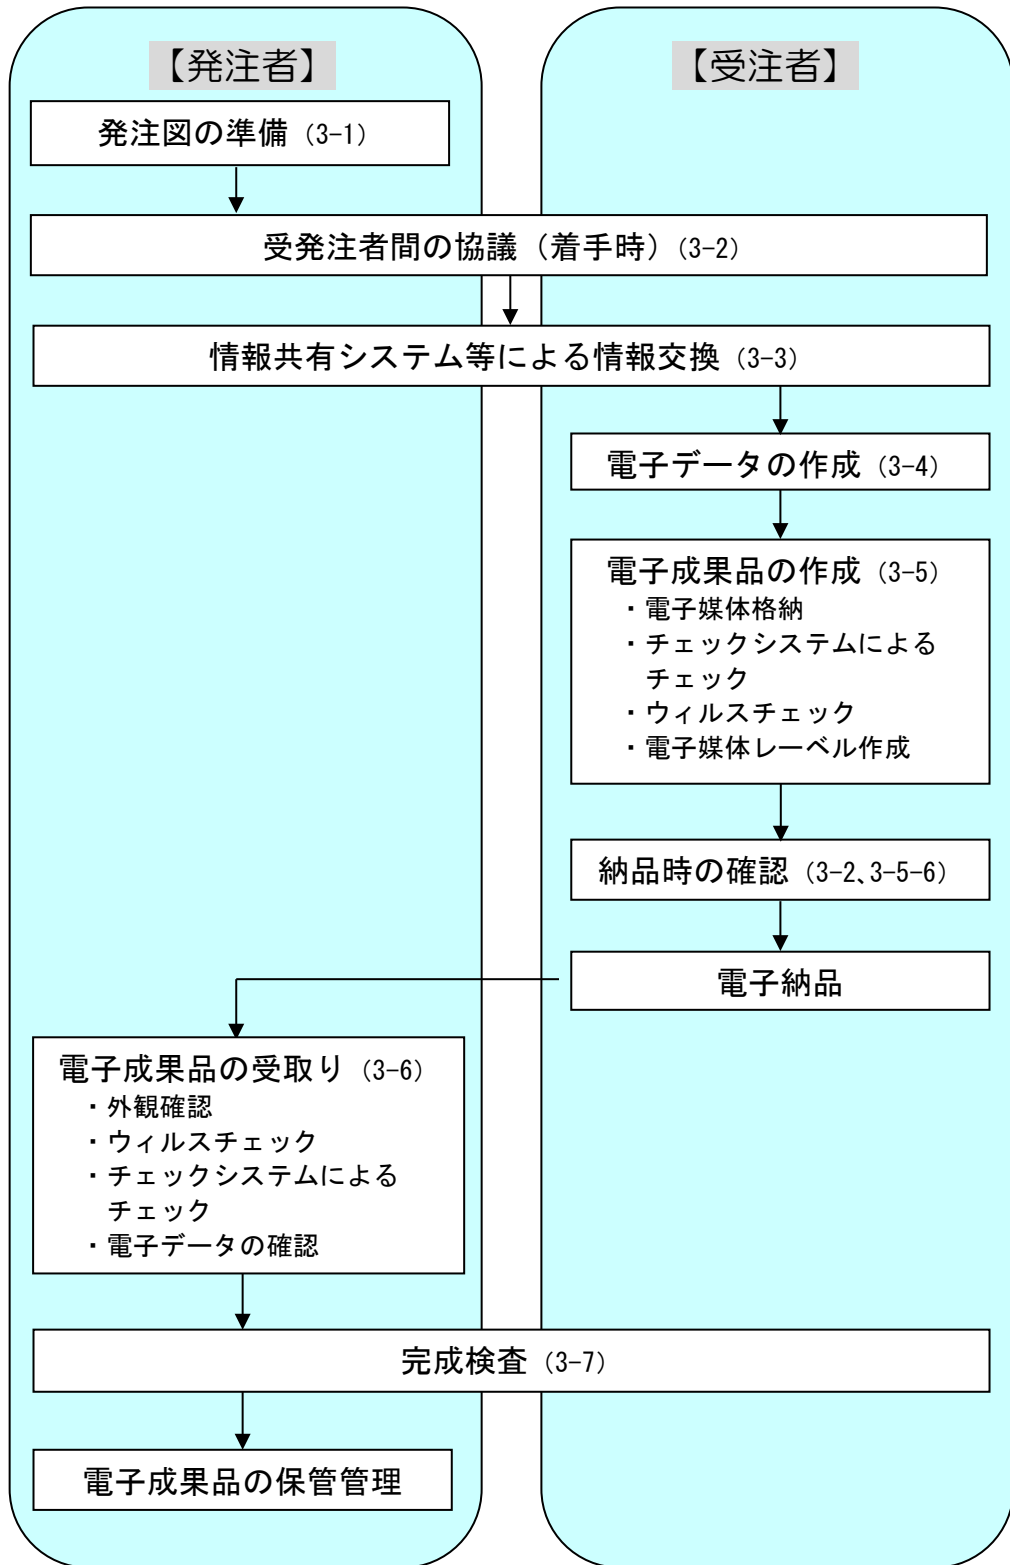 【発注者】
【受注者】
発注図の準備（3-1）
受発注者間の協議（着手時）（3-2）
情報共有システム等による情報交換（3-3）
電子データの作成（3-4）
電子成果品の作成（3-5）
・電子媒体格納
・チェックシステムによる
チェック
・ウィルスチェック
・電子媒体レーベル作成
納品時の確認（3-2、3-5-6）
電子納品
電子成果品の受取り（3-6）
・外観確認
・ウィルスチェック
・チェックシステムによる
チェック
・電子データの確認
完成検査（3-7）
電子成果品の保管管理